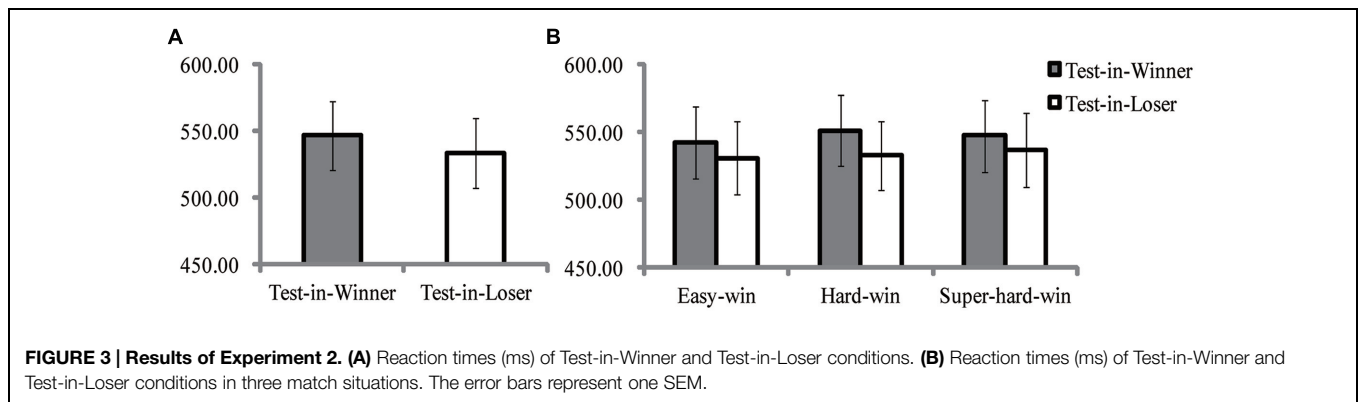 A
600.00
550.00
500.00
450.00
Test-in-Winner Test-in-Loser
B
600.00
550.00
500.00
450.00
Easy-win Hard-win Super-hard-win
Test-in-Winner
Test-in-Loser
FIGURE 3 | Results of Experiment 2. (A) Reaction times (ms) of Test-in-Winner and Test-in-Loser conditions. (B) Reaction times (ms) of Test-in-Winner and
Test-in-Loser conditions in three match situations. The error bars represent one SEM.